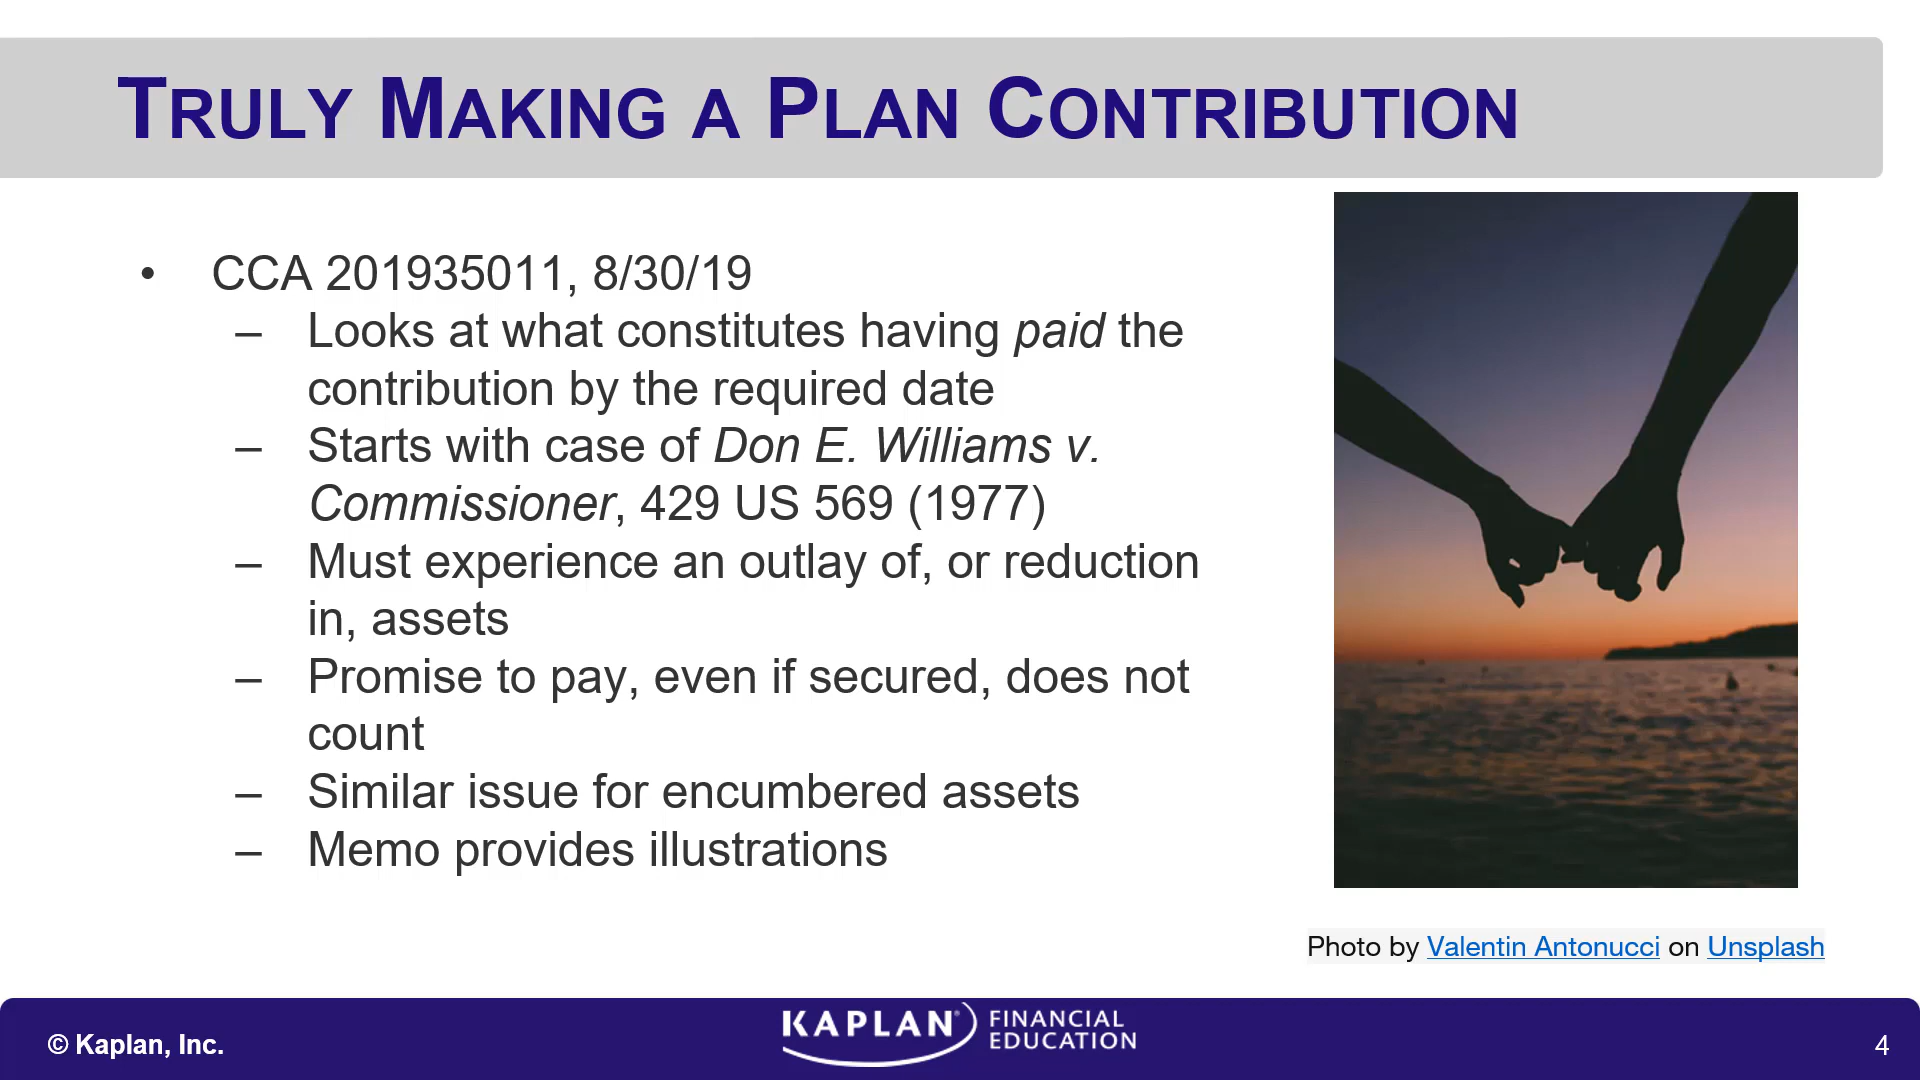 TRULY MAKING A PLAN CONTRIBUTION
• CCA 201935011, 8/30/19
– Looks at what constitutes having paid the
contribution by the required date
– Starts with case of Don E. Williams v.
Commissioner, 429 US 569 (1977)
– Must experience an outlay of, or reduction
in, assets
– Promise to pay, even if secured, does not
count
– Similar issue for encumbered assets
– Memo provides illustrations
Photo by Valentin Antonucci on Unsplash
© Kaplan, Inc.
KAPLAN® FINANCIAL
EDUCATION
4